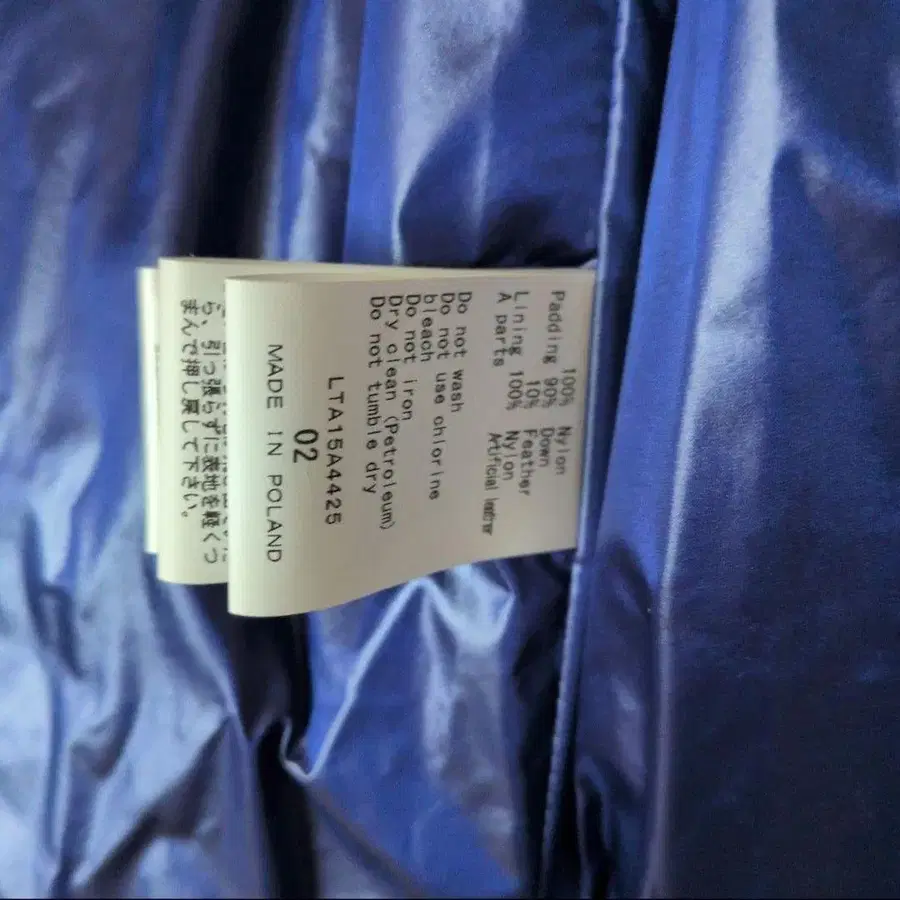 100% Nylon
Padding 90% Down
10% Feather
Lining 100% Nylon
A parts Artificial leather
Do not wash
Do not use chlorine
bleach
Do not iron
Dry clean (Petroleum)
Do not tumble dry
LTA15A4425
02
MADE IN POLAND
ら、引っ張らずに表地を軽くつ
まんで押し戻して下さい。